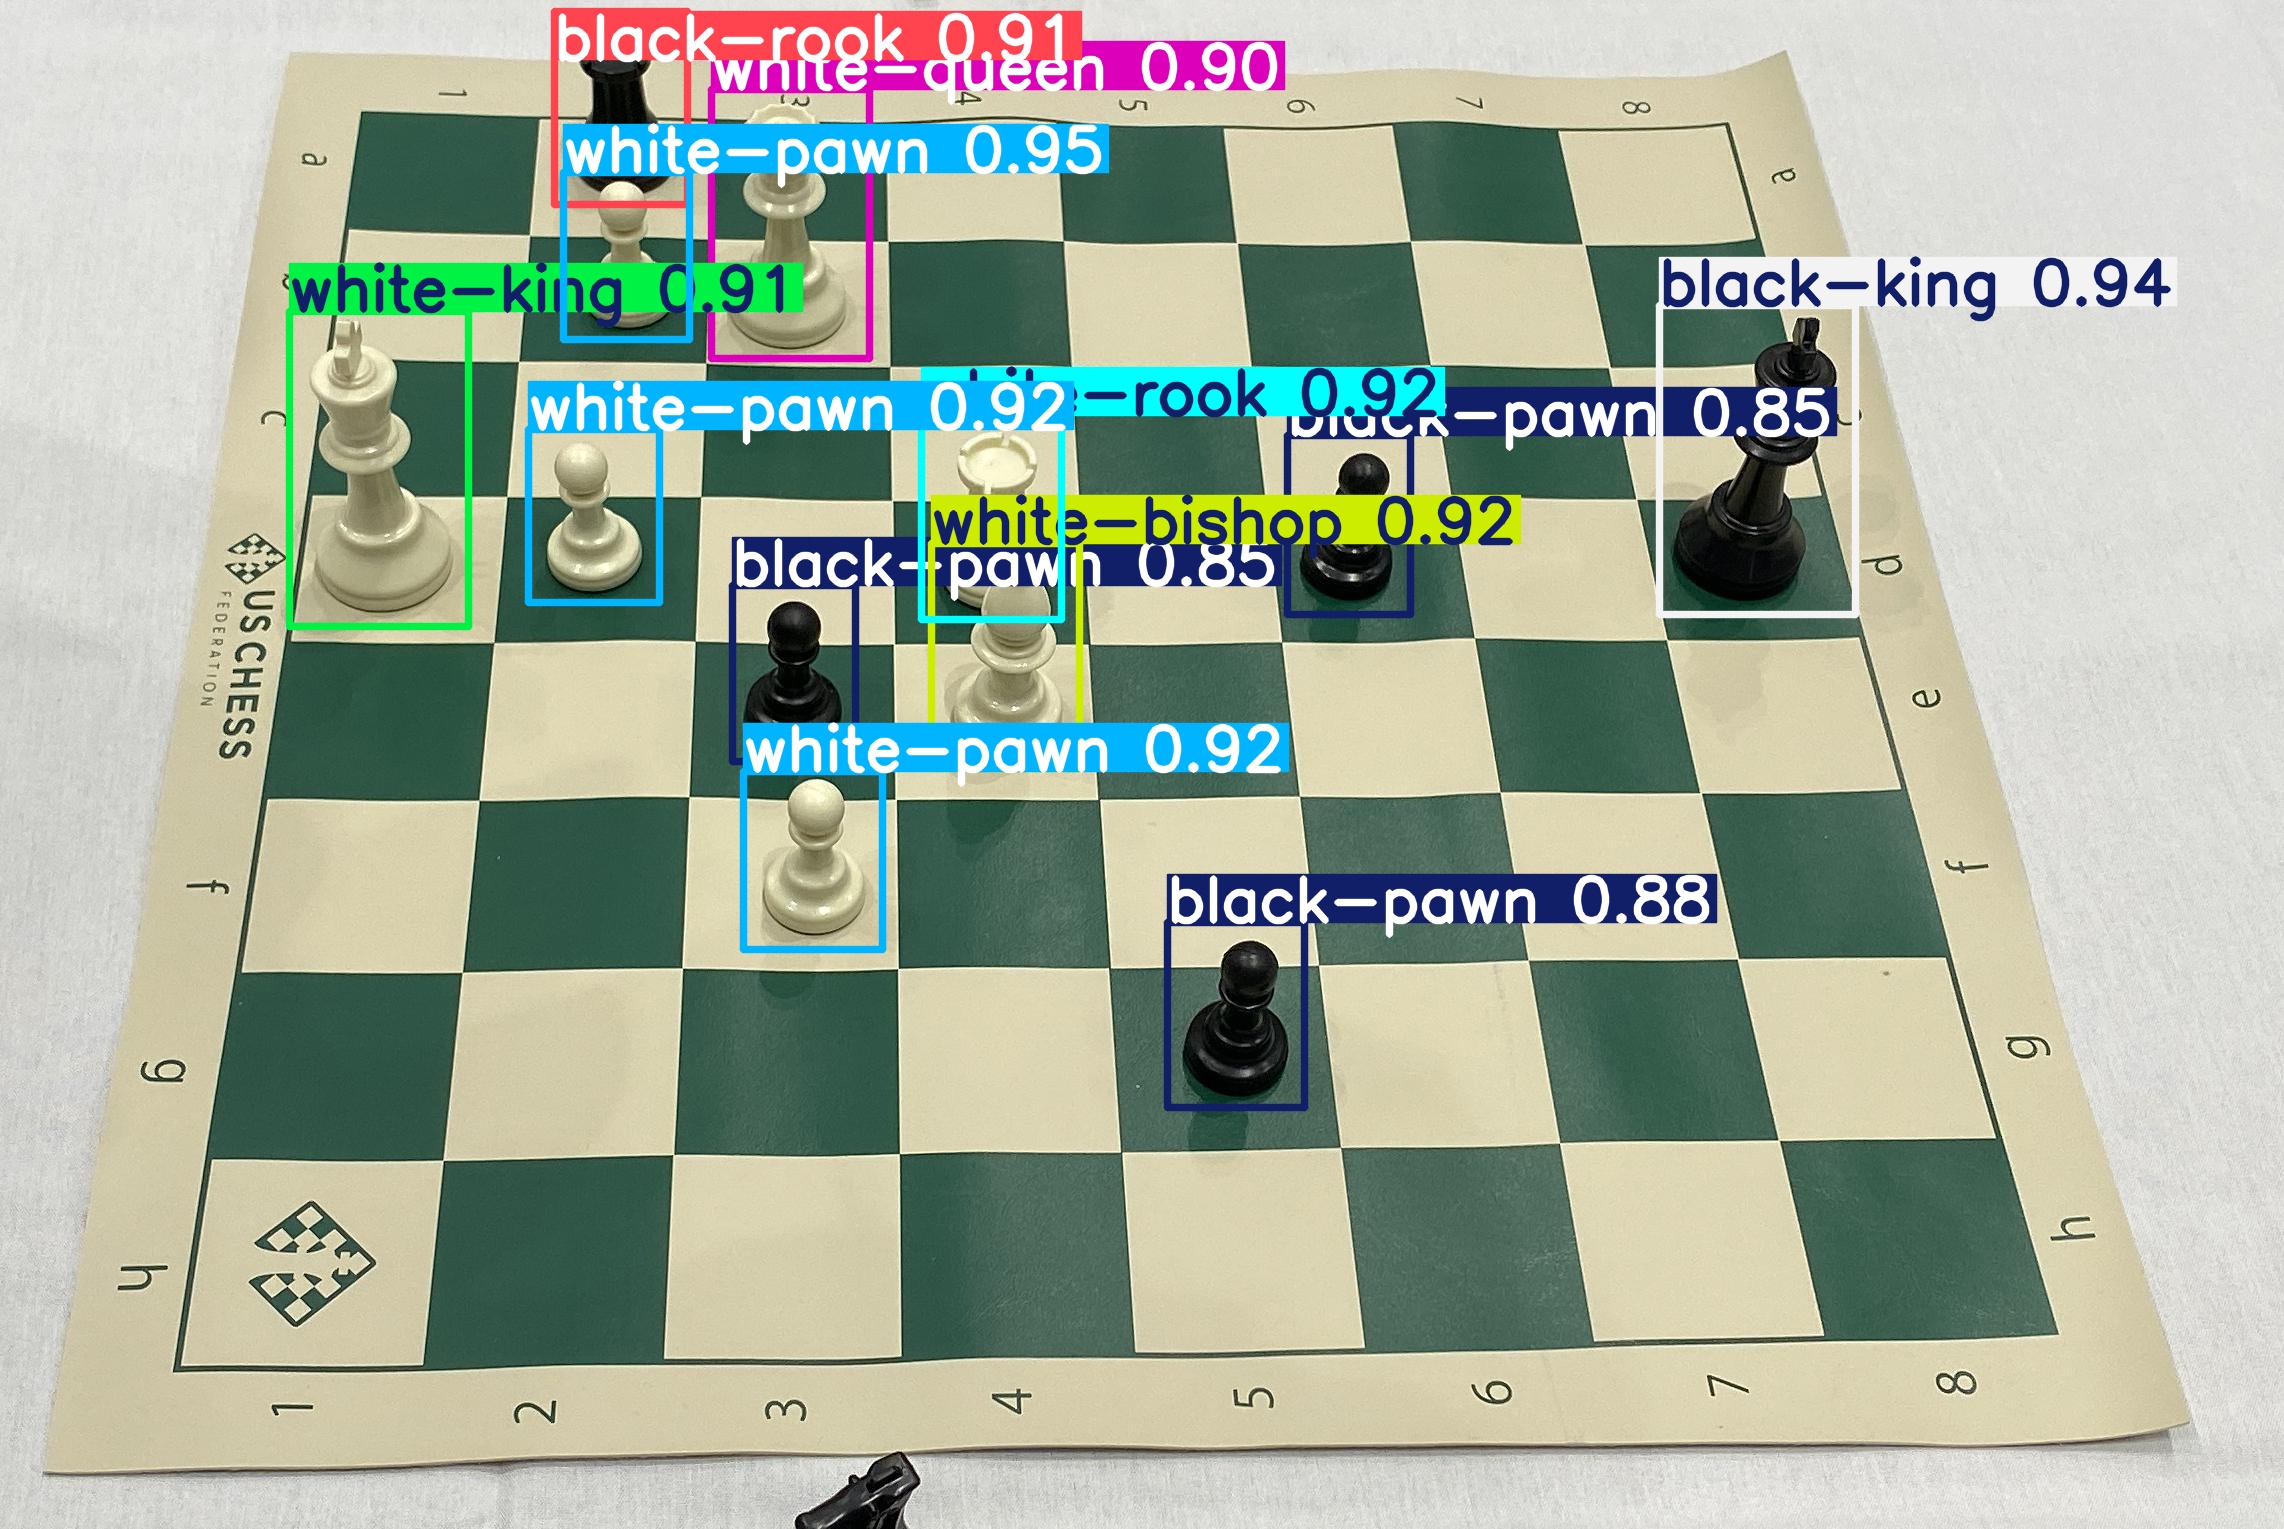 black-rook 0.91
white-queen 0.90
1 3 4 5 6 7 8
white-pawn 0.95
a a
white-king 0.91
black-king 0.94
white-pawn 0.92
-rook 0.92
black-pawn 0.85
c
white-bishop 0.92
black-pawn 0.85
d
US CHESS
FEDERATION
e
white-pawn 0.92
f f
black-pawn 0.88
g g
h h
1 2 3 4 5 6 7 8